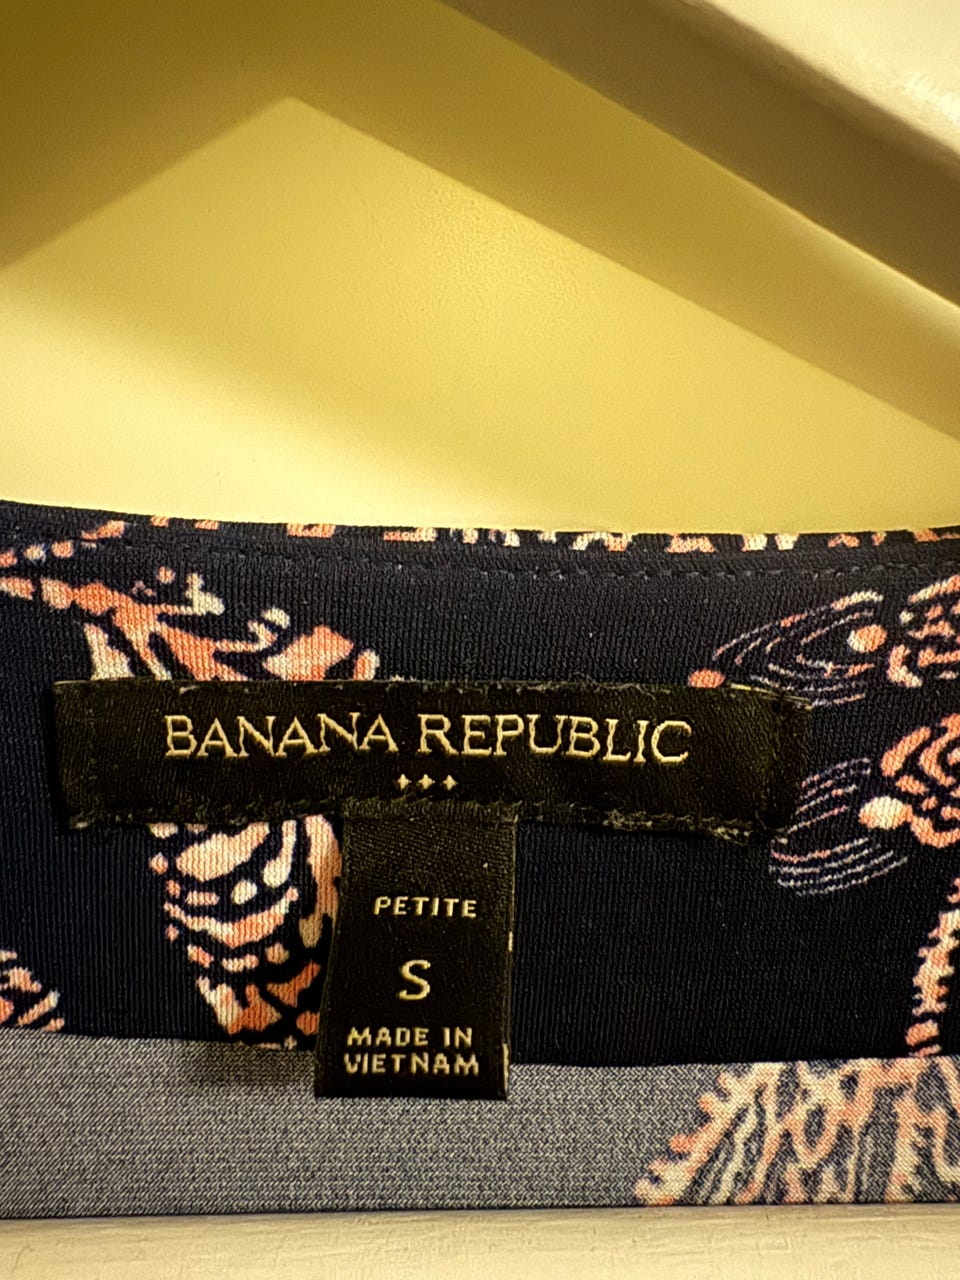 BANANA REPUBLIC
PETITE
S
MADE IN
VIETNAM